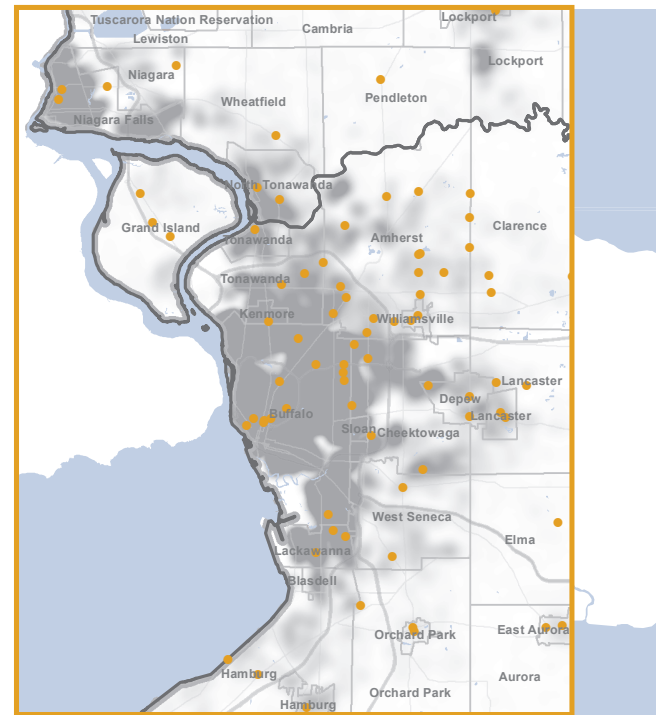 Lockport
Tuscarora Nation Reservation
Cambria
Lewiston
Lockport
Niagara
Pendleton
Wheatfield
Niagara Falls
North Tonawanda
Clarence
Grand Island
Amherst
Tonawanda
Tonawanda
Kenmore
Williamsville
Lancaster
Depew
Buffalo
Lancaster
Sloan
Cheektowaga
West Seneca
Elma
Lackawanna
Blasdell
East Aurora
Orchard Park
Hamburg
Aurora
Orchard Park
Hamburg